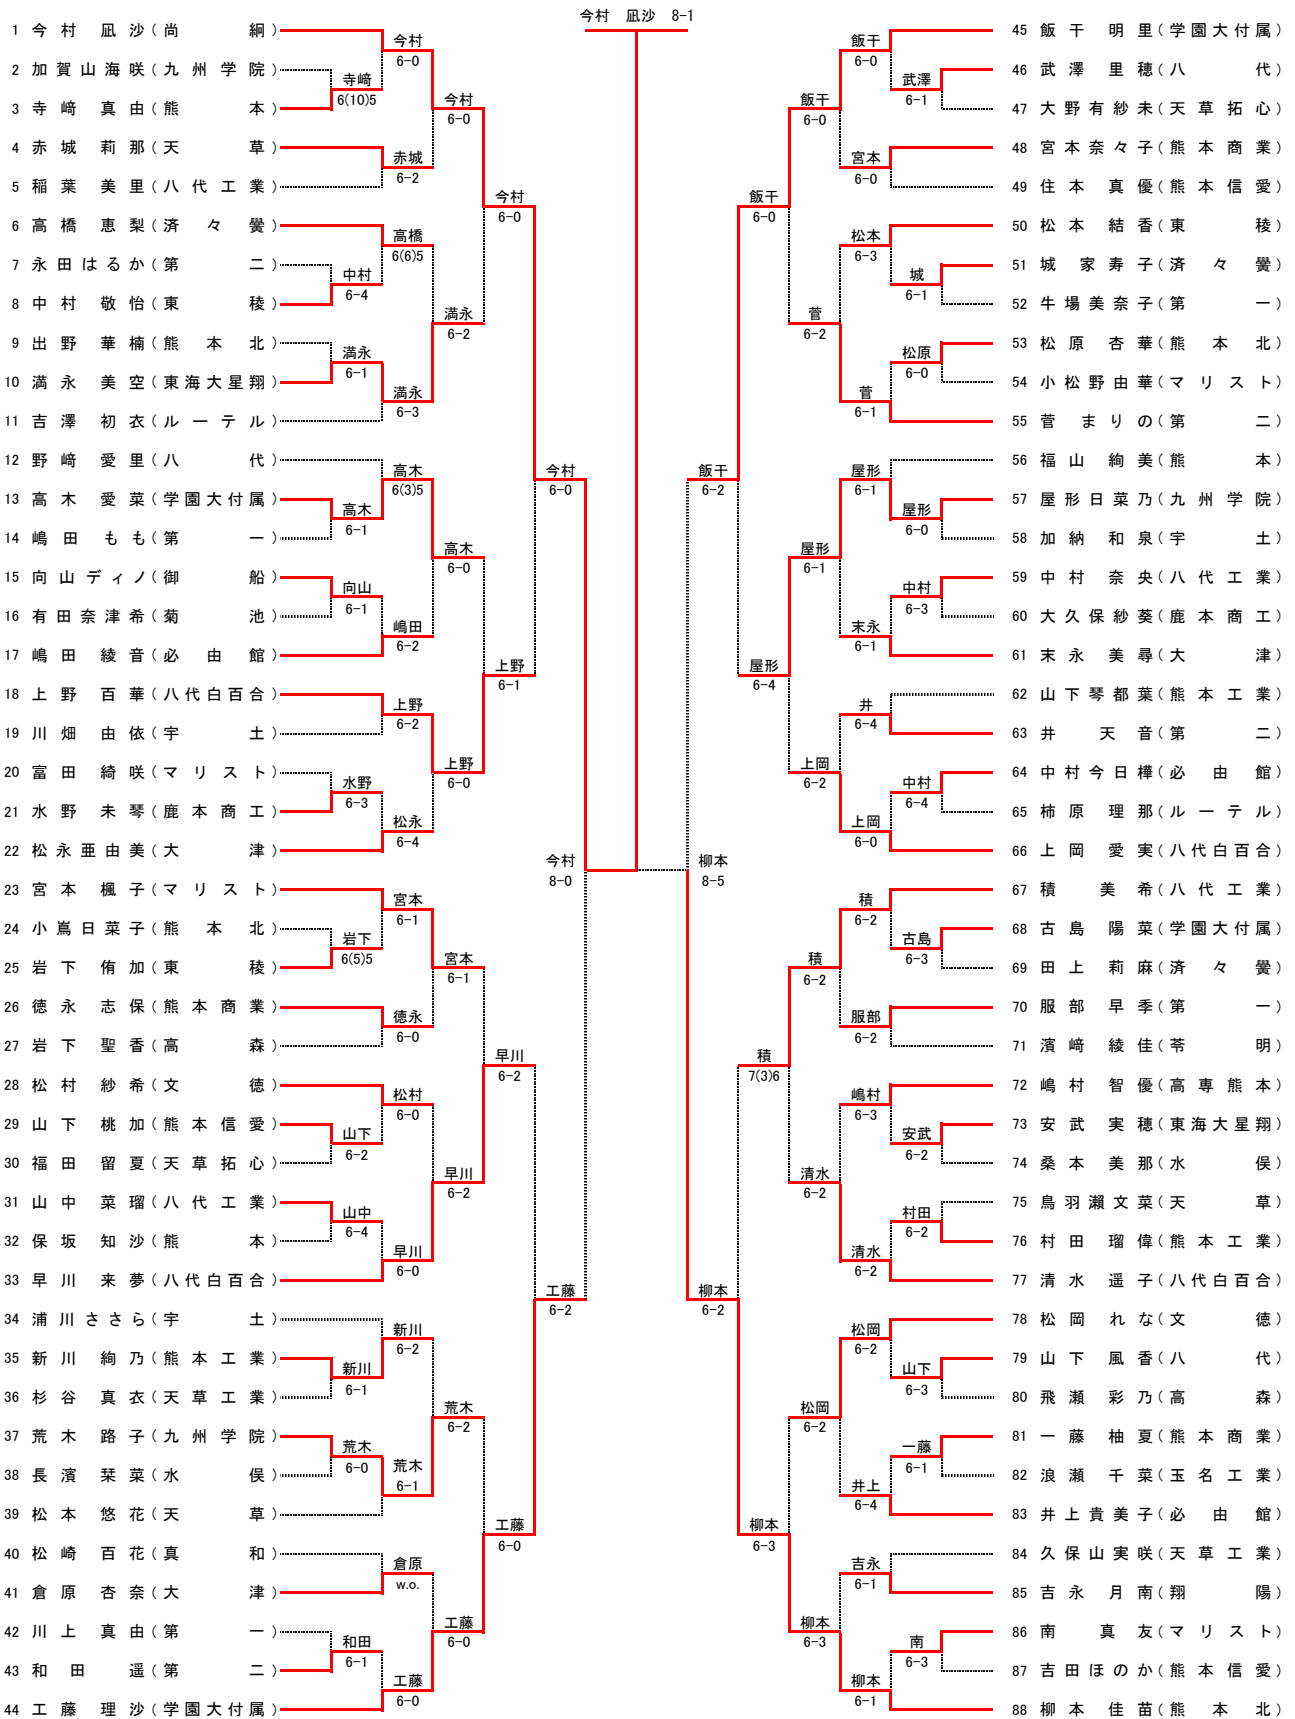 今村 凪沙 8-1
1 今村 凪沙(尚 絅)
2 加賀山海咲(九州学院)
3 寺﨑 真由(熊 本)
4 赤城 莉那(天 草)
5 稲葉 美里(八代工業)
6 高橋 恵梨(済々黌)
7 永田はるか(第 二)
8 中村 敬怡(東 稜)
9 出野 華楠(熊本北)
10 満永 美空(東海大星翔)
11 吉澤 初衣(ルーテル)
12 野﨑 愛里(八 代)
13 高木 愛菜(学園大付属)
14 嶋田 もも(第 一)
15 向山ディノ(御 船)
16 有田奈津希(菊 池)
17 嶋田 綾音(必由館)
18 上野 百華(八代白百合)
19 川畑 由依(宇 土)
20 富田 綺咲(マリスト)
21 水野 未琴(鹿本商工)
22 松永亜由美(大 津)
23 宮本 楓子(マリスト)
24 小嶌日菜子(熊本北)
25 岩下 侑加(東 稜)
26 徳永 志保(熊本商業)
27 岩下 聖香(高 森)
28 松村 紗希(文 徳)
29 山下 桃加(熊本信愛)
30 福田 留夏(天草拓心)
31 山中 菜瑠(八代工業)
32 保坂 知沙(熊 本)
33 早川 来夢(八代白百合)
34 浦川ささら(宇 土)
35 新川 絢乃(熊本工業)
36 杉谷 真衣(天草工業)
37 荒木 路子(九州学院)
38 長濱 栞菜(水 俣)
39 松本 悠花(天 草)
40 松崎 百花(真 和)
41 倉原 杏奈(大 津)
42 川上 真由(第 一)
43 和田 遥(第 二)
44 工藤 理沙(学園大付属)
寺﨑
6(10)5
中村
6-4
満永
6-1
高木
6-1
向山
6-1
水野
6-3
岩下
6(5)5
山下
6-2
山中
6-4
新川
6-1
荒木
6-0
和田
6-1
今村
6-0
赤城
6-2
高橋
6(6)5
満永
6-3
高木
6(3)5
嶋田
6-2
上野
6-2
松永
6-4
宮本
6-1
徳永
6-0
松村
6-0
早川
6-0
新川
6-2
荒木
6-1
倉原
w.o.
工藤
6-0
今村
6-0
満永
6-2
高木
6-0
上野
6-0
宮本
6-1
早川
6-2
荒木
6-2
工藤
6-0
今村
6-0
上野
6-1
早川
6-2
工藤
6-0
今村
6-0
工藤
6-2
今村
8-0
柳本
8-5
飯干
6-2
柳本
6-2
飯干
6-0
屋形
6-4
積
7(3)6
柳本
6-3
飯干
6-0
菅
6-2
屋形
6-1
上岡
6-2
積
6-2
清水
6-2
松岡
6-2
柳本
6-3
飯干
6-0
宮本
6-0
松本
6-3
菅
6-1
屋形
6-1
末永
6-1
井
6-4
上岡
6-0
積
6-2
服部
6-2
嶋村
6-3
清水
6-2
松岡
6-2
井上
6-4
吉永
6-1
柳本
6-1
武澤
6-1
城
6-1
松原
6-0
屋形
6-0
中村
6-3
中村
6-4
古島
6-3
安武
6-2
村田
6-2
山下
6-3
一藤
6-1
南
6-3
45 飯干 明里(学園大付属)
46 武澤 里穂(八 代)
47 大野有紗未(天草拓心)
48 宮本奈々子(熊本商業)
49 住本 真優(熊本信愛)
50 松本 結香(東 稜)
51 城 家寿子(済々黌)
52 牛場美奈子(第 一)
53 松原 杏華(熊本北)
54 小松野由華(マリスト)
55 菅 まりの(第 二)
56 福山 絢美(熊 本)
57 屋形日菜乃(九州学院)
58 加納 和泉(宇 土)
59 中村 奈央(八代工業)
60 大久保紗葵(鹿本商工)
61 末永 美尋(大 津)
62 山下琴都葉(熊本工業)
63 井 天音(第 二)
64 中村今日樺(必由館)
65 柿原 理那(ルーテル)
66 上岡 愛実(八代白百合)
67 積 美希(八代工業)
68 古島 陽菜(学園大付属)
69 田上 莉麻(済々黌)
70 服部 早季(第 一)
71 濱﨑 綾佳(苓 明)
72 嶋村 智優(高専熊本)
73 安武 実穂(東海大星翔)
74 桑本 美那(水 俣)
75 鳥羽瀬文菜(天 草)
76 村田 瑠偉(熊本工業)
77 清水 遥子(八代白百合)
78 松岡 れな(文 徳)
79 山下 風香(八 代)
80 飛瀬 彩乃(高 森)
81 一藤 柚夏(熊本商業)
82 浪瀬 千菜(玉名工業)
83 井上貴美子(必由館)
84 久保山実咲(天草工業)
85 吉永 月南(翔 陽)
86 南 真友(マリスト)
87 吉田ほのか(熊本信愛)
88 柳本 佳苗(熊本北)